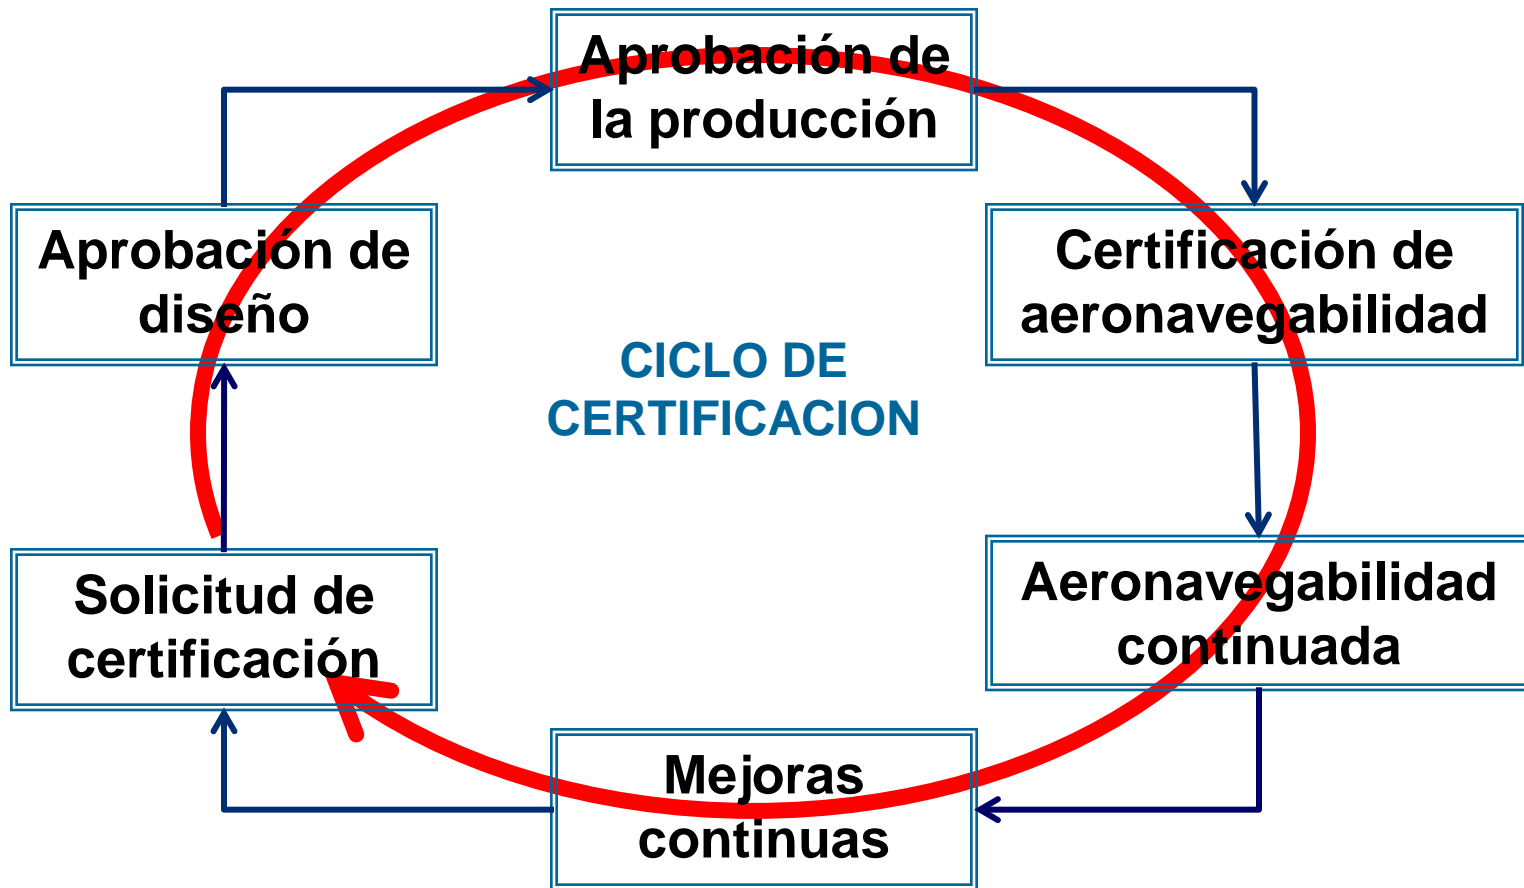 Aprobación de
la producción
Aprobación de
diseño
Certificación de
aeronavegabilidad
CICLO DE
CERTIFICACION
Solicitud de
certificación
Aeronavegabilidad
continuada
Mejoras
continuas